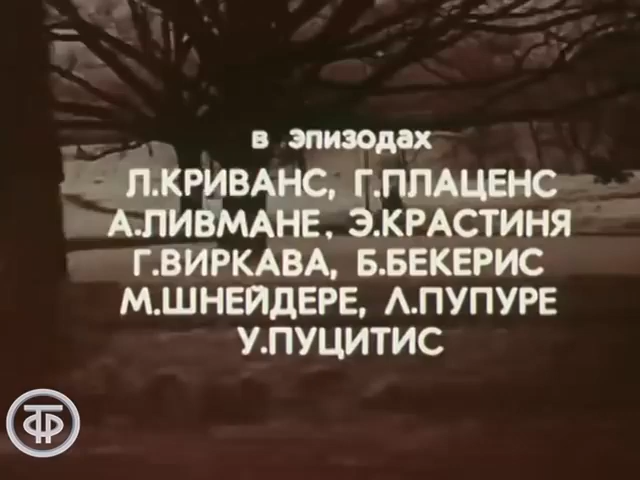 в эпизодах
Л.КРИВАНС, Г.ПЛАЦЕНС
А.ЛИВМАНЕ, Э.КРАСТИНЯ
Г.ВИРКАВА, Б.БЕКЕРИС
М.ШНЕЙДЕРЕ, Л.ПУПУРЕ
У.ПУЦИТИС